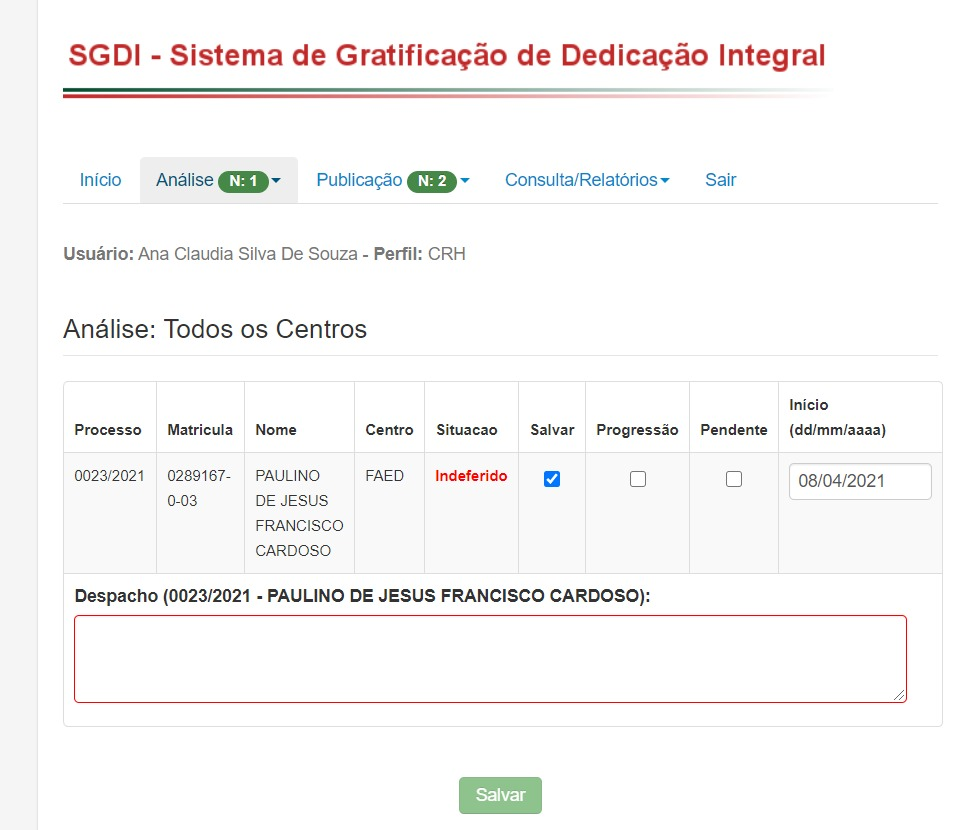 SGDI - Sistema de Gratificação de Dedicação Integral
Início Análise N: 1 Publicação N: 2 Consulta/Relatórios Sair
Usuário: Ana Claudia Silva De Souza - Perfil: CRH
Análise: Todos os Centros
Início
Processo Matricula Nome Centro Situacao Salvar Progressão Pendente (dd/mm/aaaa)
0023/2021 0289167- PAULINO FAED Indeferido 08/04/2021
0-03 DE JESUS
FRANCISCO
CARDOSO
Despacho (0023/2021 - PAULINO DE JESUS FRANCISCO CARDOSO):
Salvar